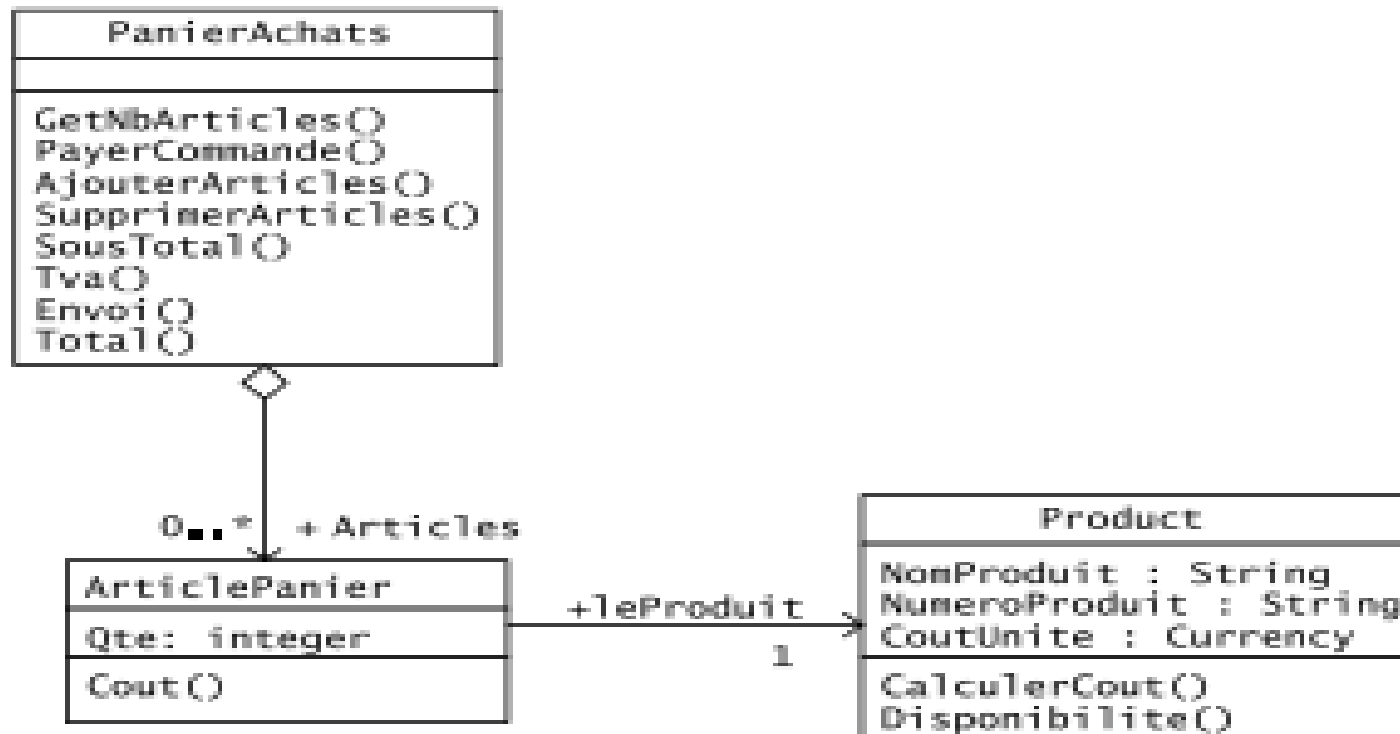 PanierAchats
GetNbArticles()
PayerCommande()
AjouterArticles()
SupprimerArticles()
SousTotal()
Tva()
Envoi()
Total()
0..* + Articles
ArticlePanier
Qte: integer
Cout()
+leProduit
1
Product
NomProduit : String
NumeroProduit : String
CoutUnite : Currency
CalculerCout()
Disponibilite()